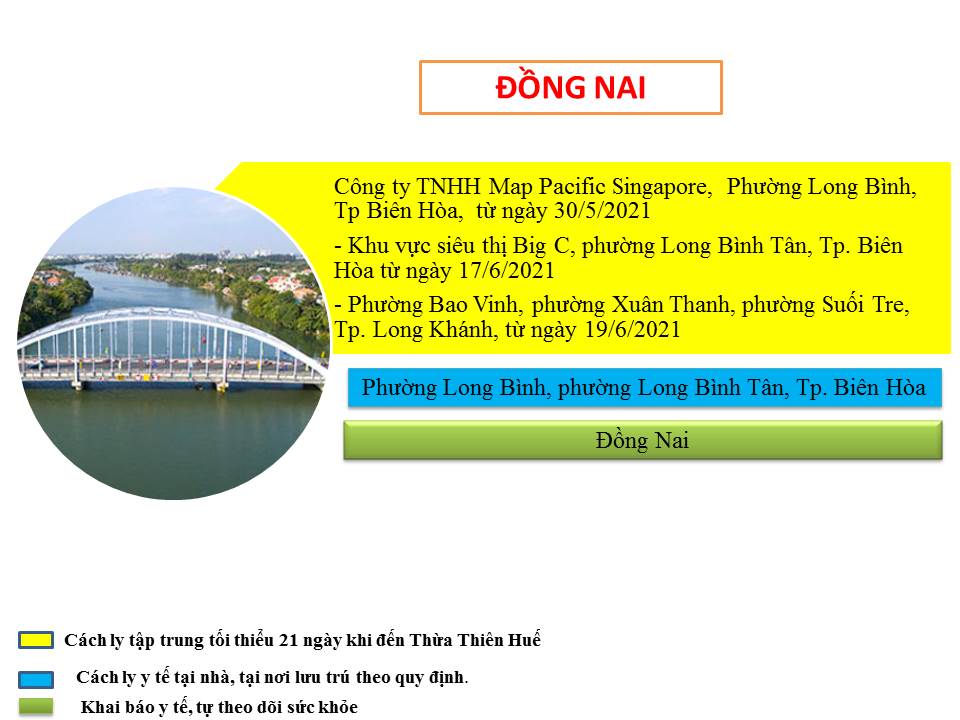 ĐỒNG NAI
Công ty TNHH Map Pacific Singapore, Phường Long Bình,
Tp Biên Hòa, từ ngày 30/5/2021
- Khu vực siêu thị Big C, phường Long Bình Tân, Tp. Biên
Hòa từ ngày 17/6/2021
- Phường Bao Vinh, phường Xuân Thanh, phường Suối Tre,
Tp. Long Khánh, từ ngày 19/6/2021
Phường Long Bình, phường Long Bình Tân, Tp. Biên Hòa
Đồng Nai
Cách ly tập trung tối thiểu 21 ngày khi đến Thừa Thiên Huế
Cách ly y tế tại nhà, tại nơi lưu trú theo quy định.
Khai báo y tế, tự theo dõi sức khỏe